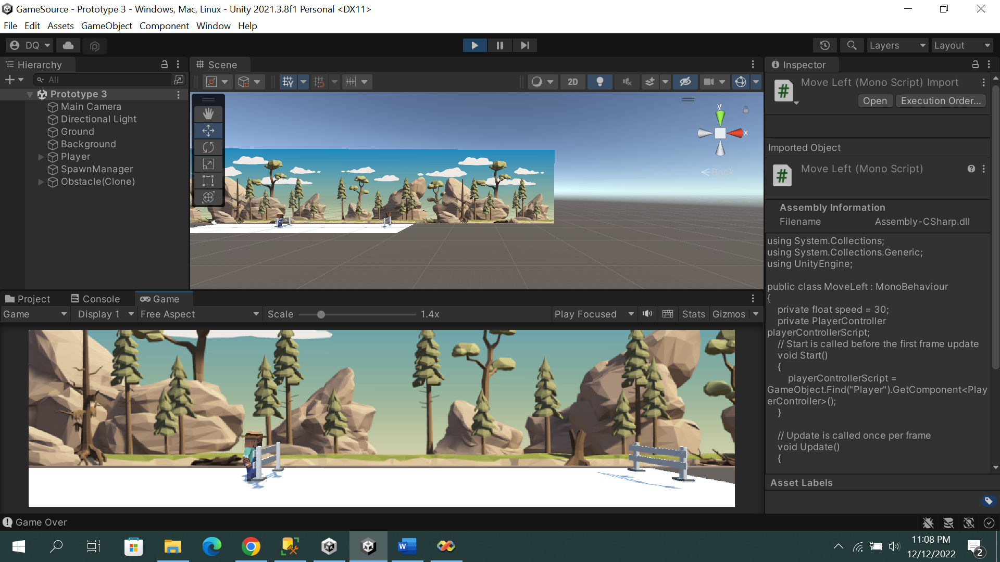 GameSource - Prototype 3 - Windows, Mac, Linux - Unity 2021.3.8f1 Personal <DX11>
File Edit Assets GameObject Component Window Help
DQ
Layers
Layout
Hierarchy
Scene
Inspector
All
2D
Move Left (Mono Script) Import
Open
Execution Order...
Prototype 3
Main Camera
Directional Light
Ground
Background
Player
SpawnManager
Obstacle(Clone)
y
x
Back
Imported Object
Move Left (Mono Script)
Assembly Information
Filename Assembly-CSharp.dll
using System.Collections;
using System.Collections.Generic;
using UnityEngine;
public class MoveLeft : MonoBehaviour
{
private float speed = 30;
private PlayerController
playerControllerScript;
// Start is called before the first frame update
void Start()
{
playerControllerScript =
GameObject.Find("Player").GetComponent<Play
erController>();
}
// Update is called once per frame
void Update()
{
Asset Labels
Project
Console
Game
Game
Display 1
Free Aspect
Scale
1.4x
Play Focused
Stats
Gizmos
Game Over
11:08 PM
12/12/2022
2